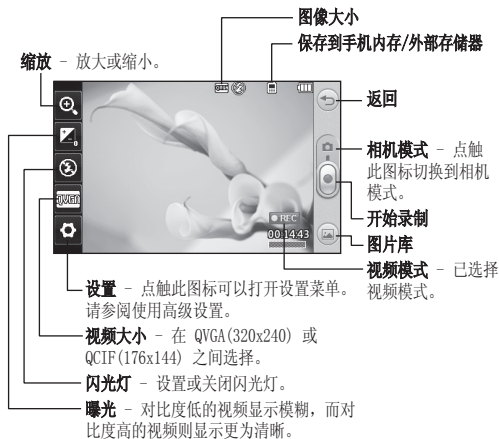 图像大小
保存到手机内存/外部存储器
缩放 - 放大或缩小。
返回
相机模式 - 点触
此图标切换到相机
模式。
QVGA
REC
00:14:43
开始录制
图片库
视频模式 - 已选择
视频模式。
设置 - 点触此图标可以打开设置菜单。
请参阅使用高级设置。
视频大小 - 在 QVGA(320x240) 或
QCIF(176x144) 之间选择。
闪光灯 - 设置或关闭闪光灯。
曝光 - 对比度低的视频显示模糊，而对
比度高的视频则显示更为清晰。